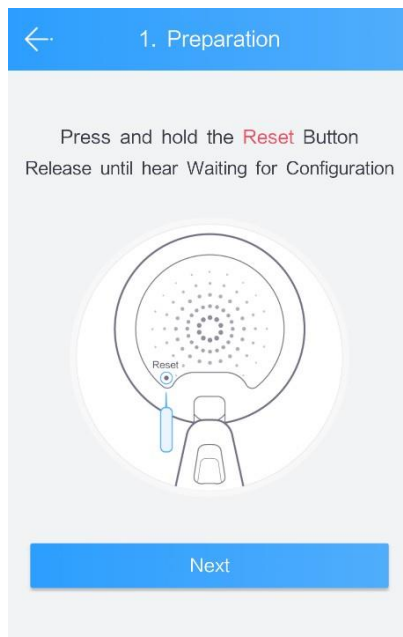 1. Preparation
Press and hold the Reset Button
Release until hear Waiting for Configuration
Reset
Next